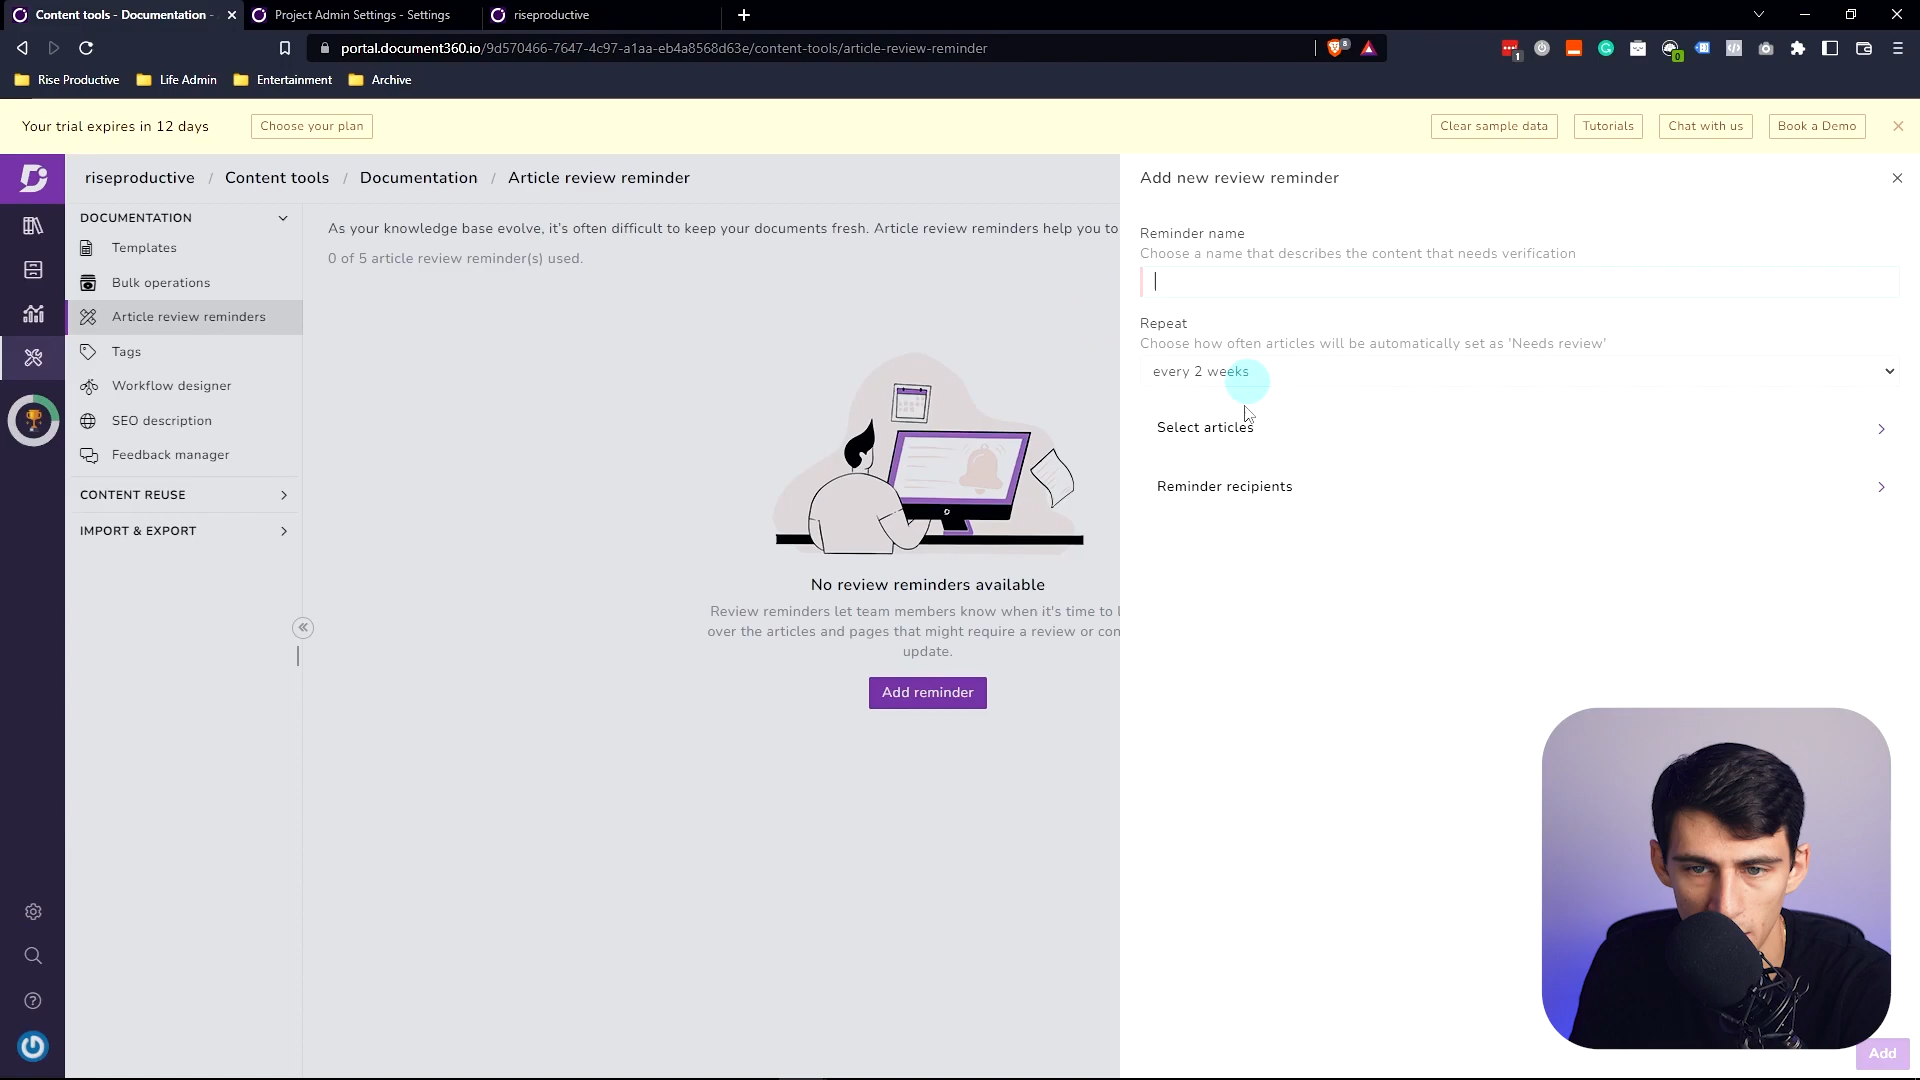 Content tools - Documentation -
Project Admin Settings - Settings
riseproductive
portal.document360.io/9d570466-7647-4c97-a1aa-eb4a8568d63e/content-tools/article-review-reminder
8
1
0
Rise Productive
Life Admin
Entertainment
Archive
Your trial expires in 12 days
Choose your plan
Clear sample data
Tutorials
Chat with us
Book a Demo
riseproductive / Content tools / Documentation / Article review reminder
DOCUMENTATION
Templates
Bulk operations
Article review reminders
Tags
Workflow designer
SEO description
Feedback manager
CONTENT REUSE
IMPORT & EXPORT
As your knowledge base evolve, it's often difficult to keep your documents fresh. Article review reminders help you to
0 of 5 article review reminder(s) used.
No review reminders available
Review reminders let team members know when it's time to l
over the articles and pages that might require a review or con
update.
Add reminder
Add new review reminder
Reminder name
Choose a name that describes the content that needs verification
Repeat
Choose how often articles will be automatically set as 'Needs review'
every 2 weeks
Select articles
Reminder recipients
Add